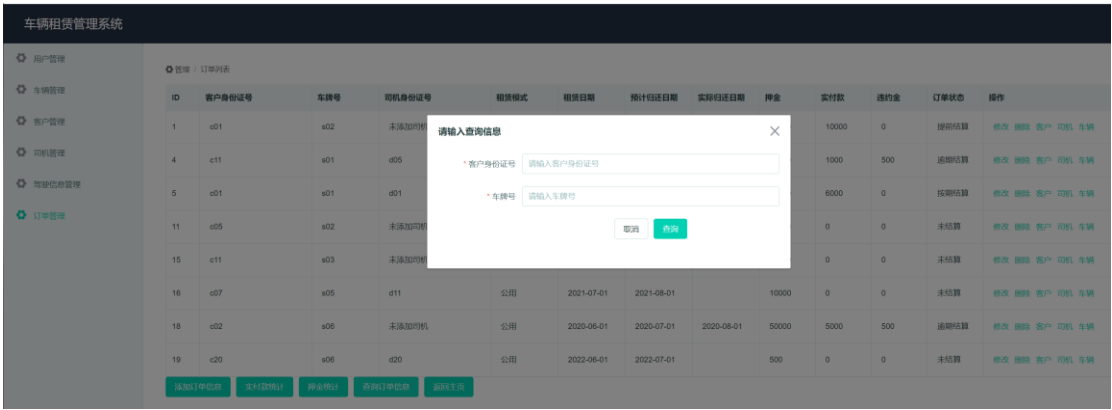 车辆租赁管理系统
用户管理
管理 / 订单列表
车辆管理
客户管理
司机管理
驾驶信息管理
订单管理
ID 客户身份证号 车牌号 司机身份证号 租赁模式 租赁日期 预计归还日期 实际归还日期 押金 实付款 违约金 订单状态 操作
1 c01 s02 未添加司机 10000 0 提前结算 修改 删除 客户 司机 车辆
4 c11 s01 d05 1000 500 逾期结算 修改 删除 客户 司机 车辆
5 c01 s01 d01 6000 0 按期结算 修改 删除 客户 司机 车辆
11 c05 s02 未添加司机 0 0 未结算 修改 删除 客户 司机 车辆
15 c11 s03 未添加司机 0 0 未结算 修改 删除 客户 司机 车辆
16 c07 s05 d11 公用 2021-07-01 2021-08-01 10000 0 0 未结算 修改 删除 客户 司机 车辆
18 c02 s06 未添加司机 公用 2020-06-01 2020-07-01 2020-08-01 50000 5000 500 逾期结算 修改 删除 客户 司机 车辆
19 c20 s06 d20 公用 2022-06-01 2022-07-01 500 0 0 未结算 修改 删除 客户 司机 车辆
添加订单信息 实付款统计 押金统计 查询订单信息 返回主页
请输入查询信息
* 客户身份证号 请输入客户身份证号
* 车牌号 请输入车牌号
取消 查询